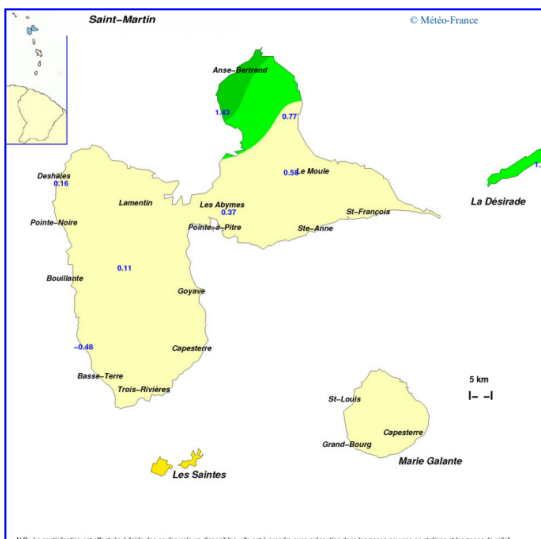 Saint-Martin
© Météo-France
Anse-Bertrand
1.43
0.77
0.58
Le Moule
Deshaies
0.16
Lamentin
Les Abymes
0.37
St-François
La Désirade
Pointe-Noire
Pointe-à-Pitre
Ste-Anne
0.11
Bouillante
Goyave
-0.46
Capesterre
Basse-Terre
Trois-Rivières
5 km
St-Louis
Capesterre
Grand-Bourg
Marie Galante
Les Saintes